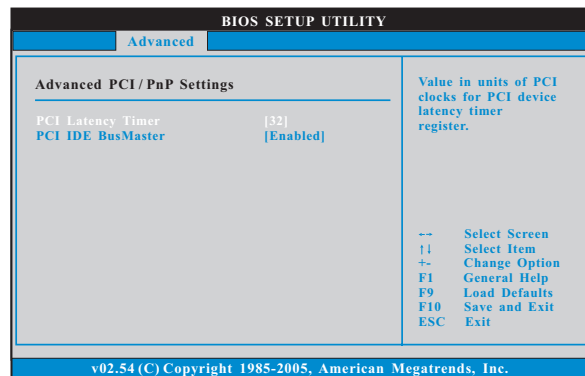 BIOS SETUP UTILITY
Advanced
Advanced PCI / PnP Settings
PCI Latency Timer [32]
PCI IDE BusMaster [Enabled]
Value in units of PCI
clocks for PCI device
latency timer
register.
←→ Select Screen
↑↓ Select Item
+- Change Option
F1 General Help
F9 Load Defaults
F10 Save and Exit
ESC Exit
v02.54 (C) Copyright 1985-2005, American Megatrends, Inc.